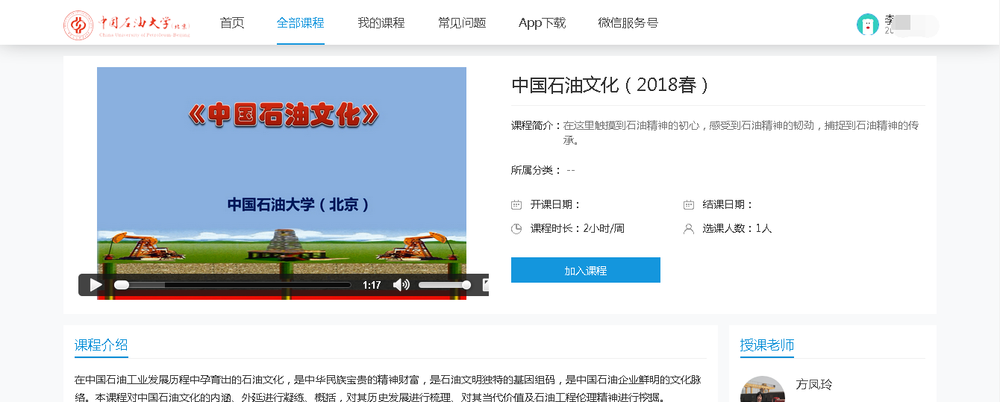 中国石油大学(北京)
China University of Petroleum-Beijing
首页 全部课程 我的课程 常见问题 App下载 微信服务号
李
20
《中国石油文化》
中国石油大学（北京）
1:17
中国石油文化（2018春）
课程简介：在这里触摸到石油精神的初心，感受到石油精神的韧劲，捕捉到石油精神的传
承。
所属分类： --
开课日期： 结课日期：
课程时长：2小时/周 选课人数：1人
加入课程
课程介绍
在中国石油工业发展历程中孕育出的石油文化，是中华民族宝贵的精神财富，是石油文明独特的基因组码，是中国石油企业鲜明的文化脉
络。本课程对中国石油文化的内涵、外延进行凝练、概括，对其历史发展进行梳理、对其当代价值及石油工程伦理精神进行挖掘。
授课老师
方凤玲